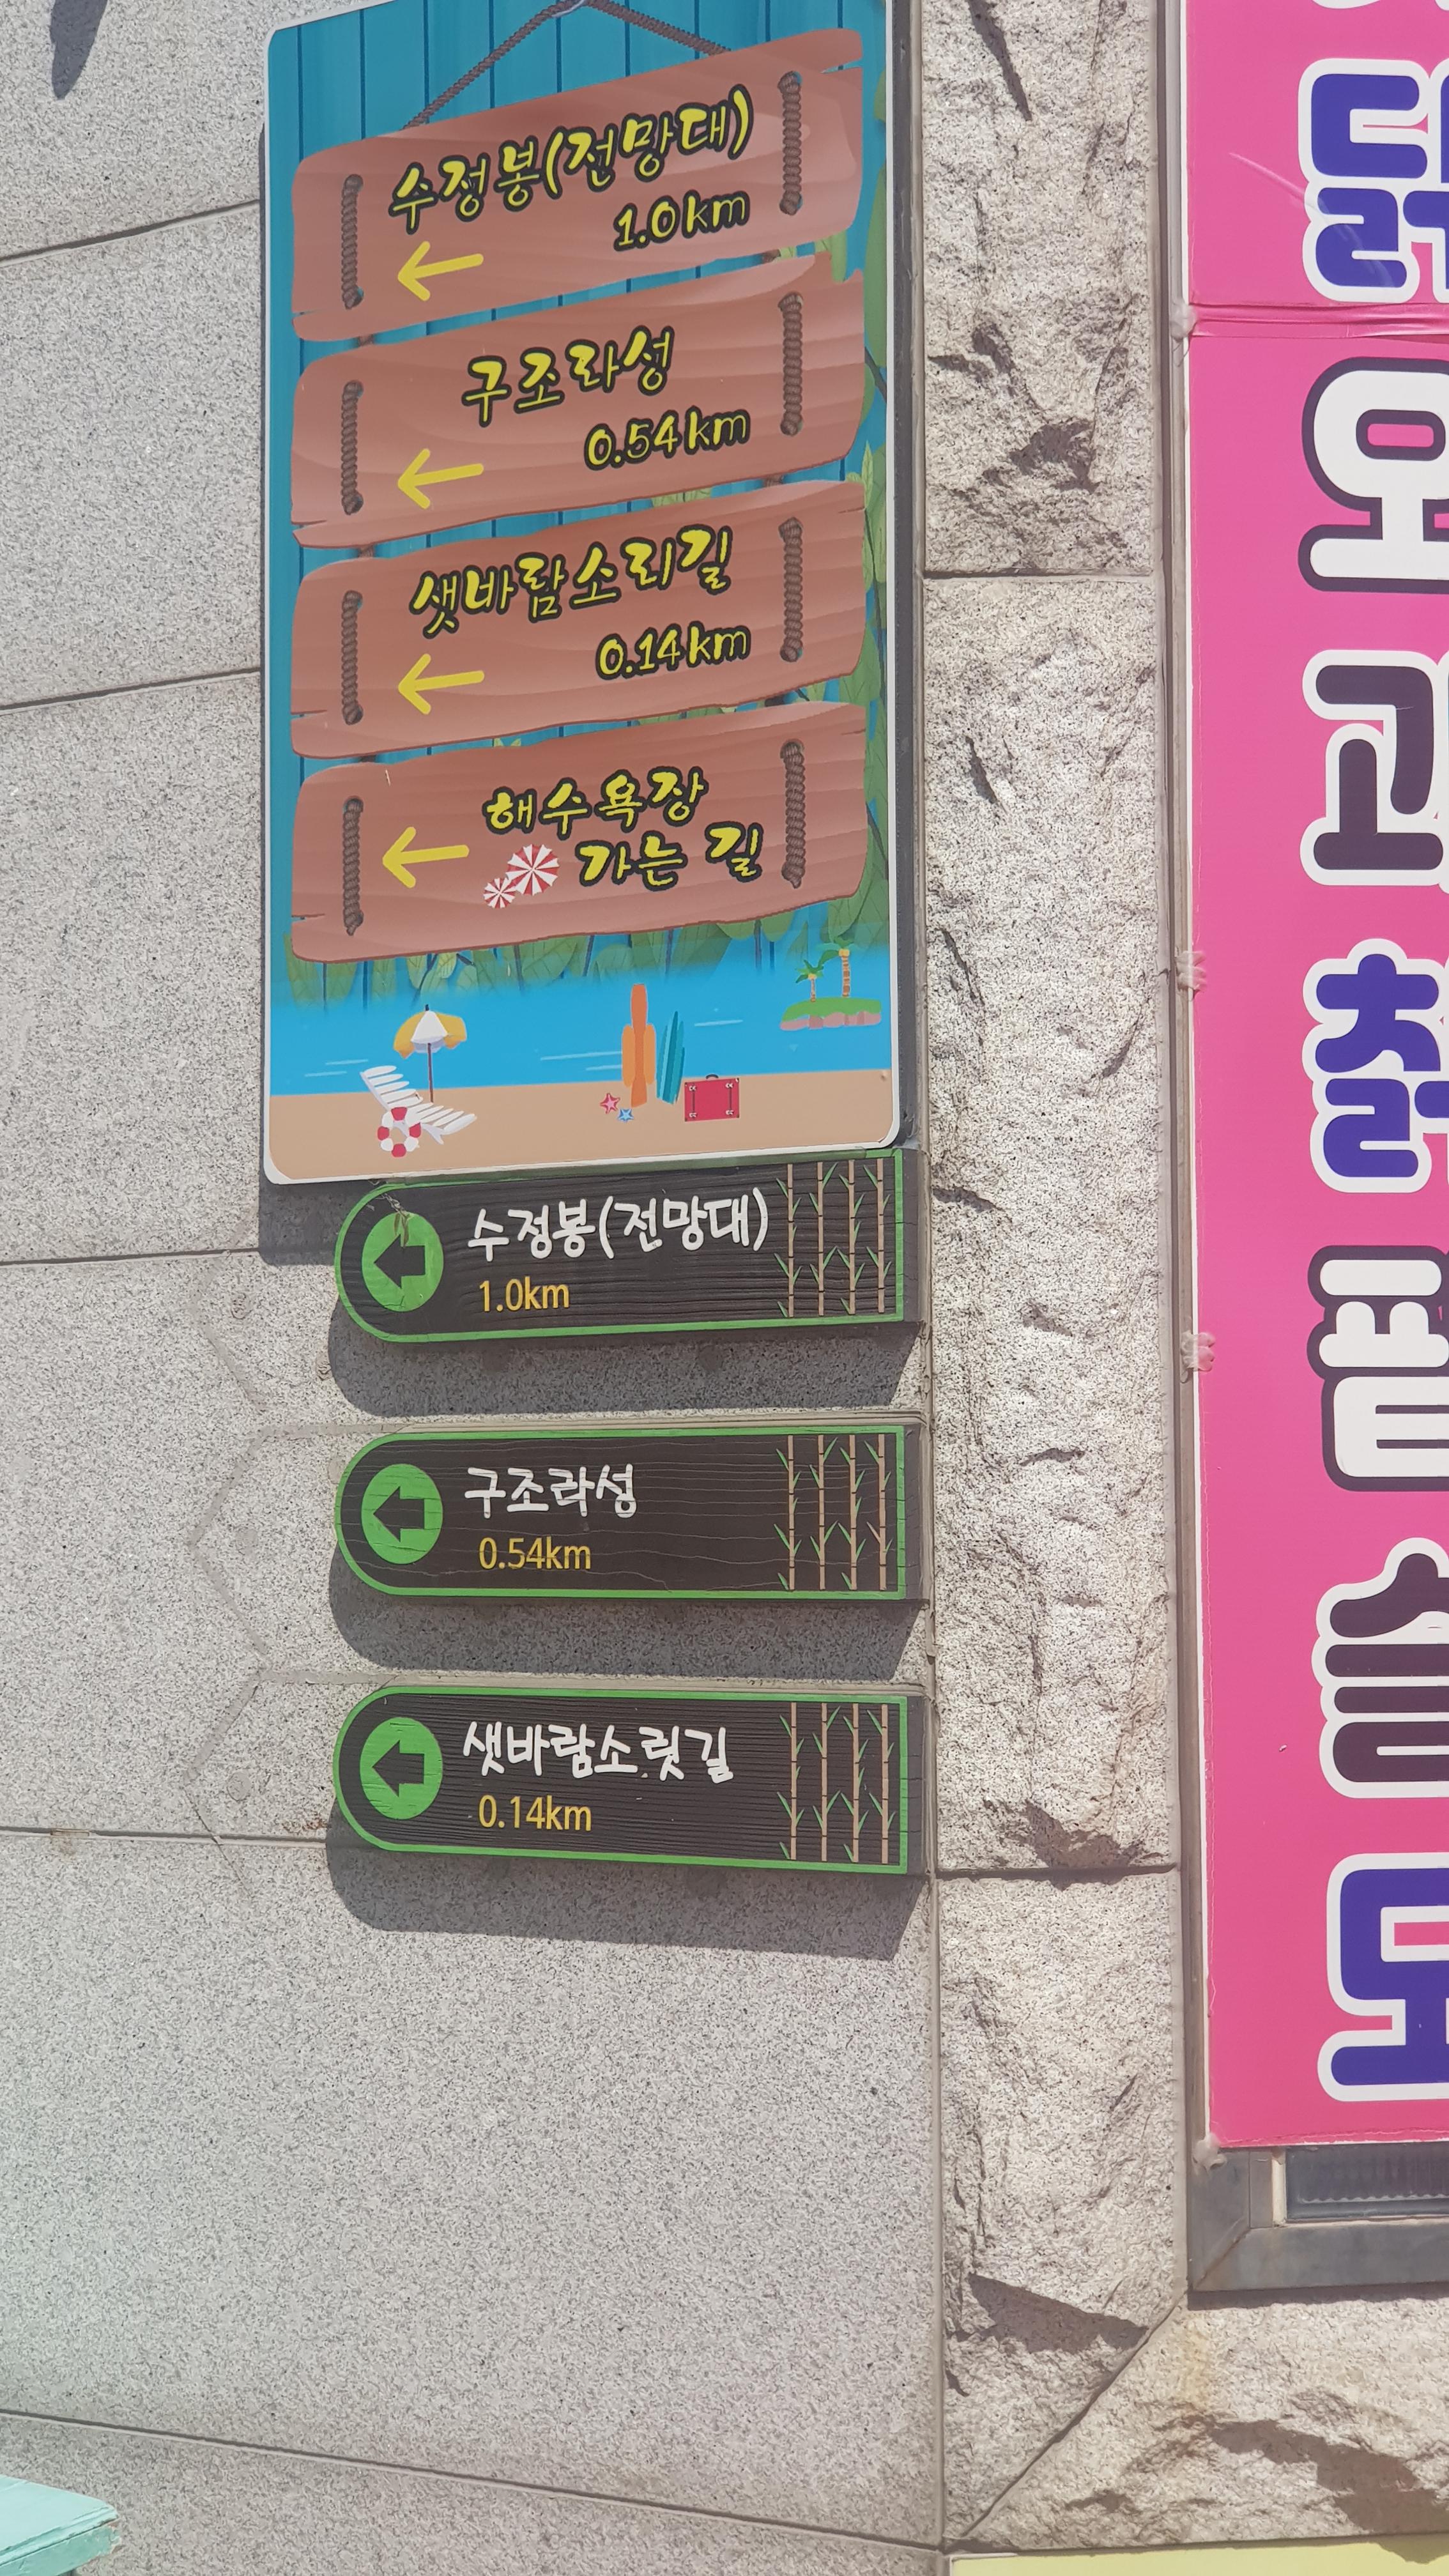 수정봉(전망대)
1.0km
구조라성
0.54km
샛바람소리길
0.14km
해수욕장
가는 길
수정봉(전망대)
1.0km
구조라성
0.54km
샛바람소릿길
0.14km